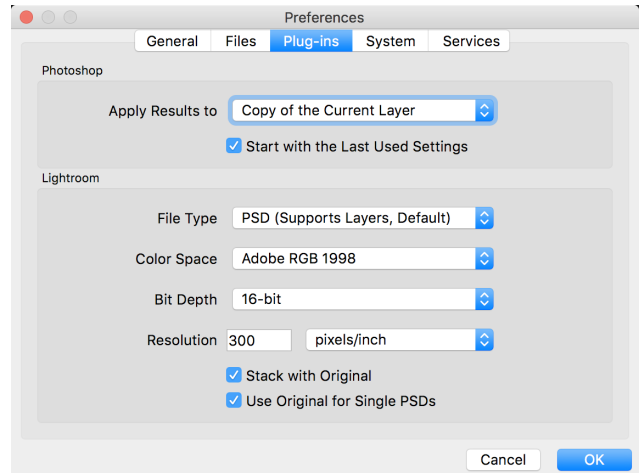 Preferences
General Files Plug-ins System Services
Photoshop
Apply Results to Copy of the Current Layer
Start with the Last Used Settings
Lightroom
File Type PSD (Supports Layers, Default)
Color Space Adobe RGB 1998
Bit Depth 16-bit
Resolution 300 pixels/inch
Stack with Original
Use Original for Single PSDs
Cancel OK